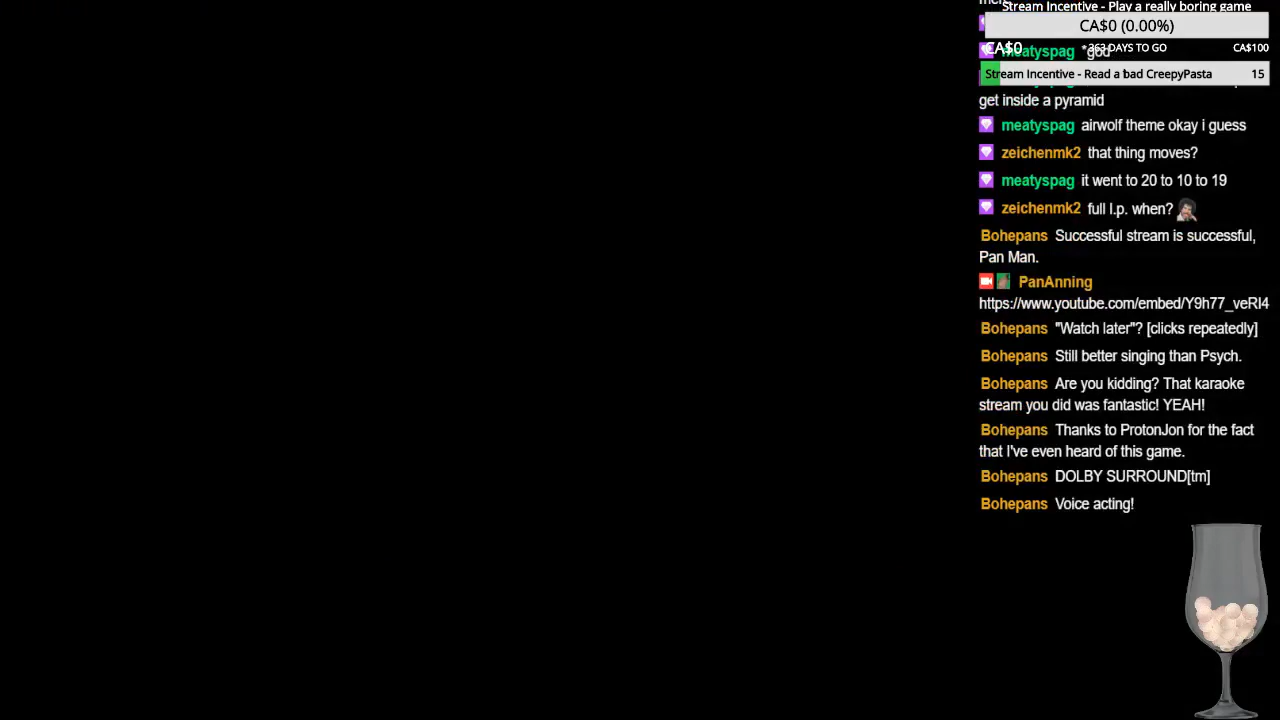 Stream Incentive - Play a really boring game
CA$0 (0.00%)
CA$0 * 363 DAYS TO GO CA$100
meatyspag god
Stream Incentive - Read a bad CreepyPasta 15
get inside a pyramid
meatyspag airwolf theme okay i guess
zeichenmk2 that thing moves?
meatyspag it went to 20 to 10 to 19
zeichenmk2 full l.p. when?
Bohepans Successful stream is successful,
Pan Man.
PanAnning
https://www.youtube.com/embed/Y9h77_veRI4
Bohepans "Watch later"? [clicks repeatedly]
Bohepans Still better singing than Psych.
Bohepans Are you kidding? That karaoke
stream you did was fantastic! YEAH!
Bohepans Thanks to ProtonJon for the fact
that I've even heard of this game.
Bohepans DOLBY SURROUND[tm]
Bohepans Voice acting!